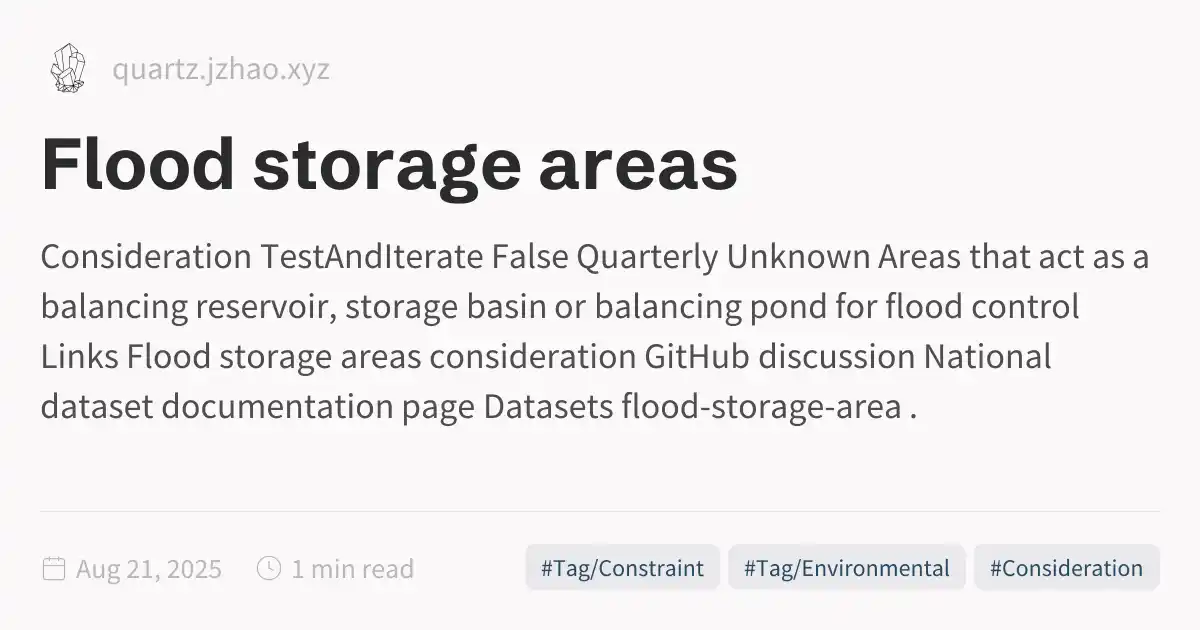 quartz.jzhao.xyz
Flood storage areas
Consideration TestAndIterate False Quarterly Unknown Areas that act as a
balancing reservoir, storage basin or balancing pond for flood control
Links Flood storage areas consideration GitHub discussion National
dataset documentation page Datasets flood-storage-area .
Aug 21, 2025 1 min read #Tag/Constraint #Tag/Environmental #Consideration